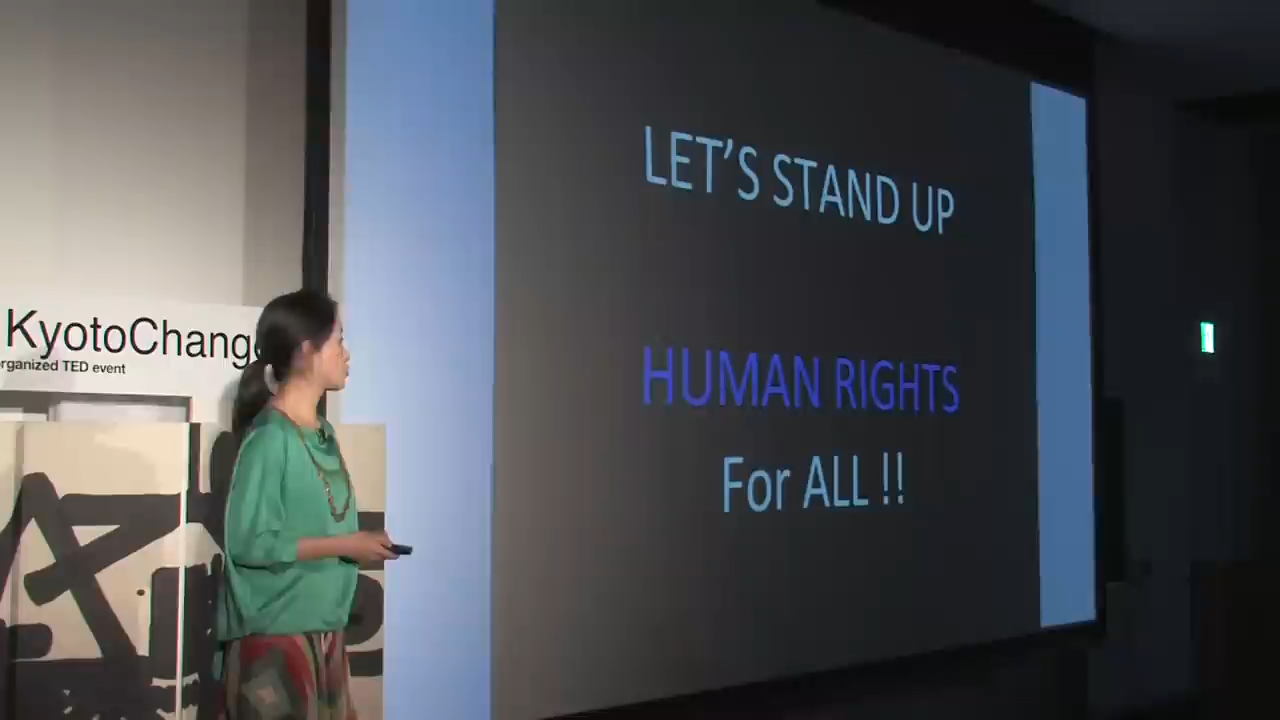 KyotoChange
organized TED event
LET'S STAND UP
HUMAN RIGHTS
For ALL !!